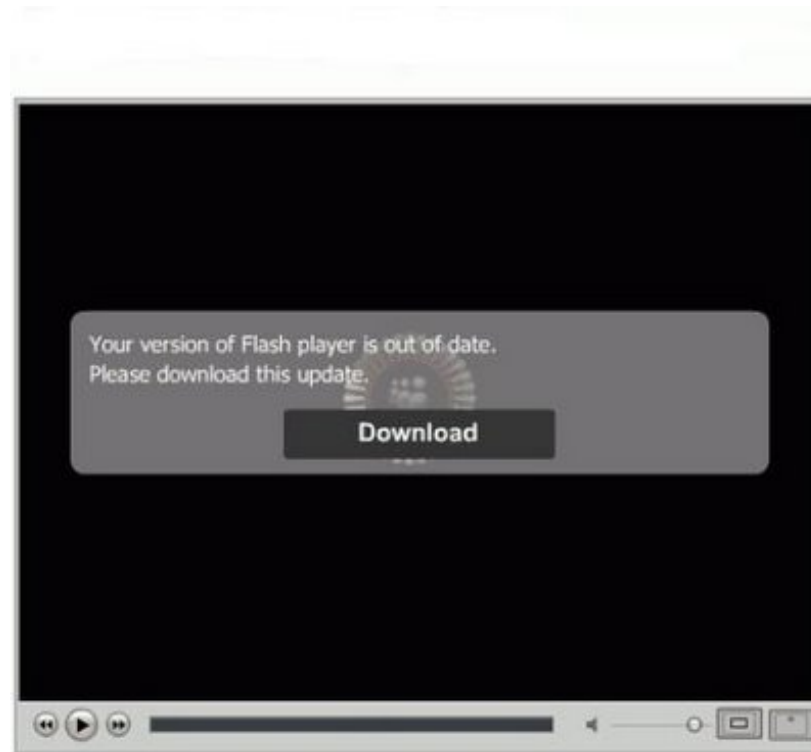 Your version of Flash player is out of date.
Please download this update.
Download